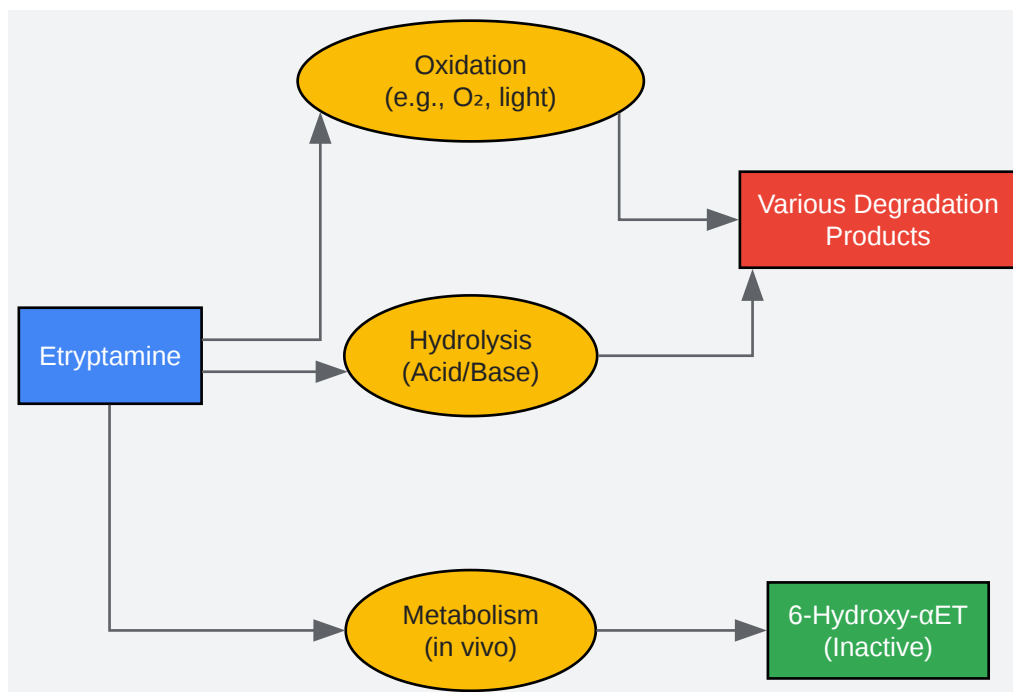 Oxidation
(e.g., O₂, light)
Various Degradation
Products
Etryptamine
Hydrolysis
(Acid/Base)
Metabolism
(in vivo)
6-Hydroxy-αET
(Inactive)